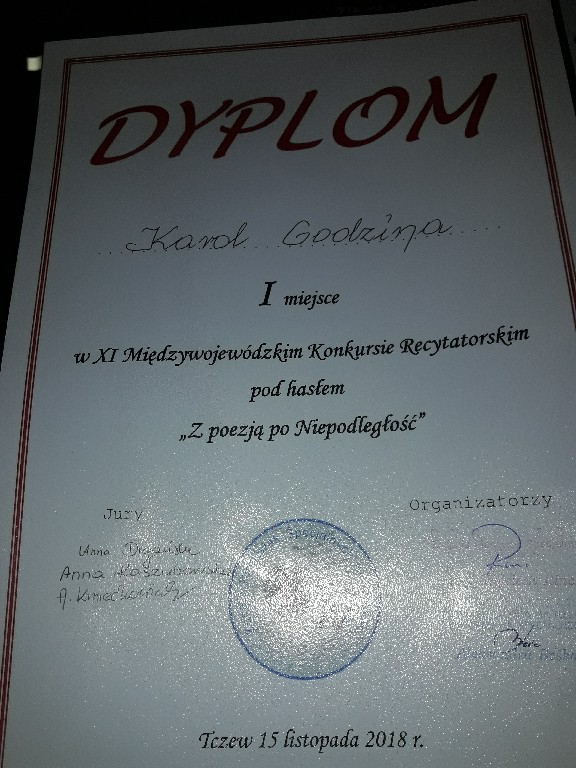 DYPLOM
Karol Godzina
I miejsce
w XI Międzywojewódzkim Konkursie Recytatorskim
pod hasłem
„Z poezją po Niepodległość”
Jury
Organizatorzy
Anna
Anna
A.
Tczew 15 listopada 2018 r.